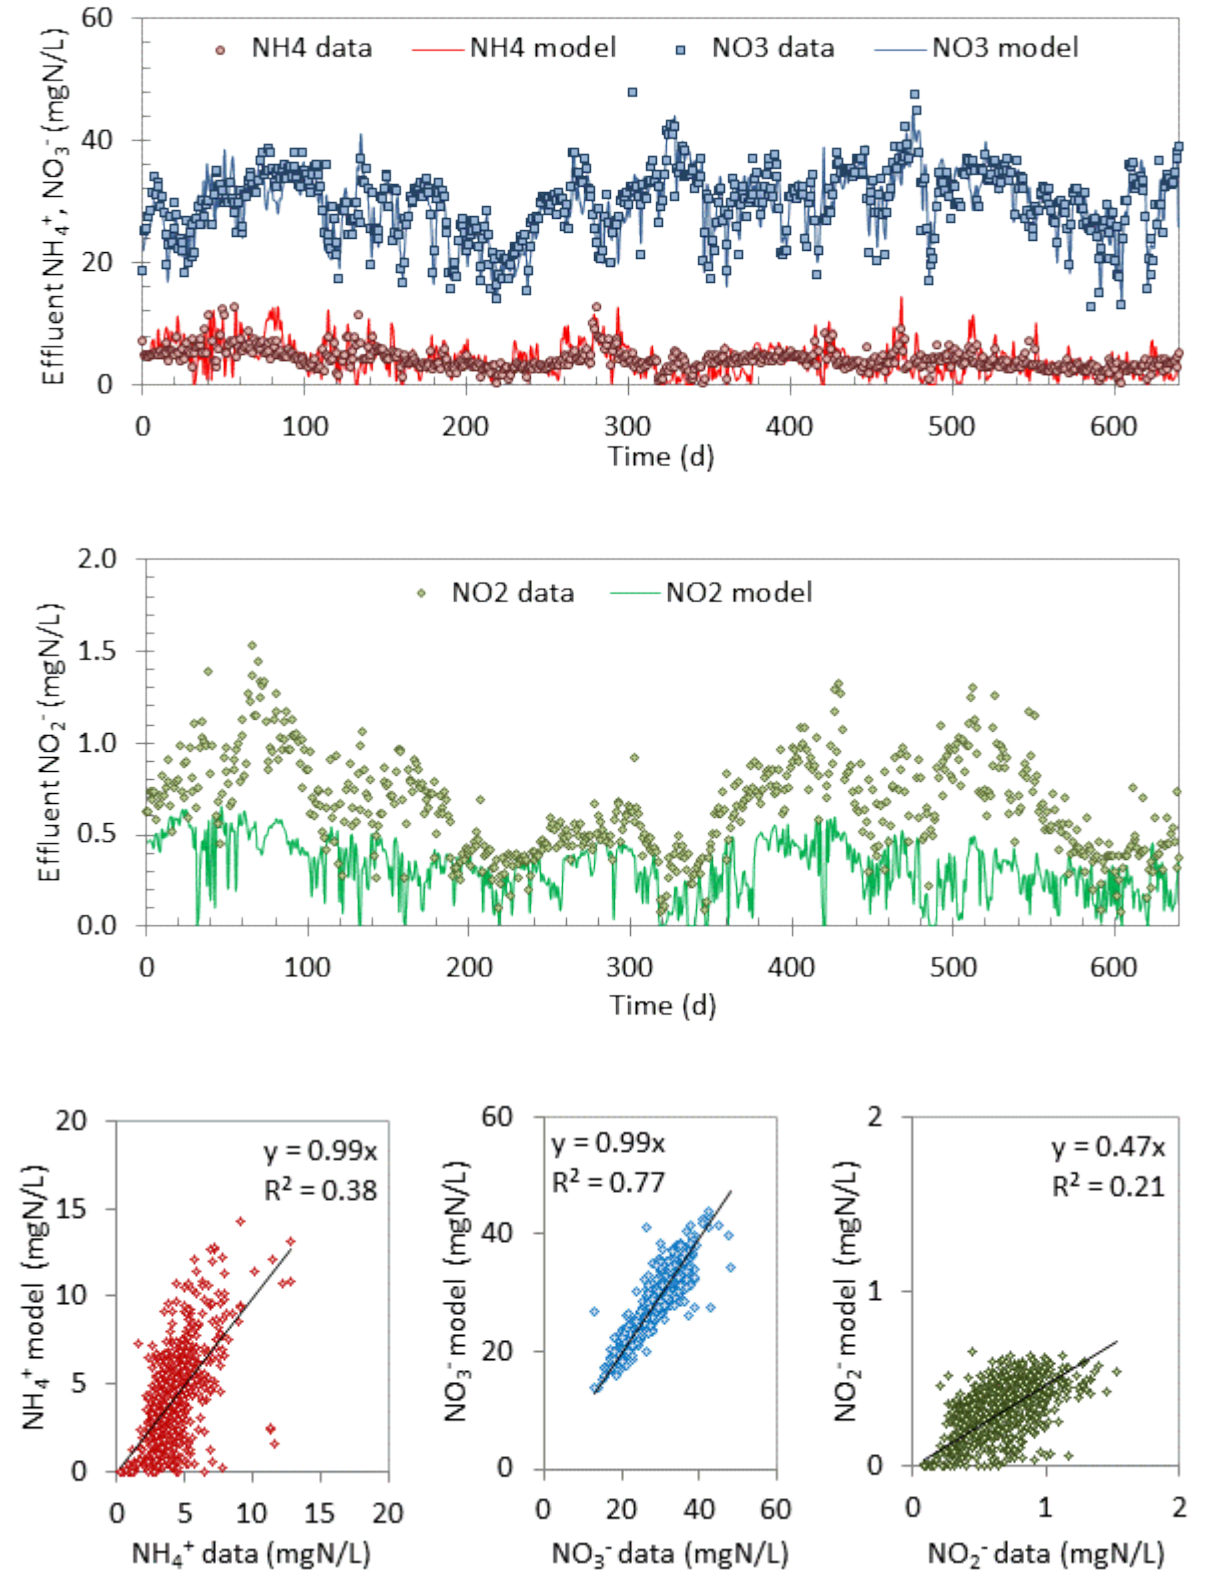 Effluent NH₄⁺, NO₃⁻ (mgN/L)
60
40
20
0
NH4 data NH4 model NO3 data NO3 model
0 100 200 300 400 500 600
Time (d)
Effluent NO₂⁻ (mgN/L)
2.0
1.5
1.0
0.5
0.0
NO2 data NO2 model
0 100 200 300 400 500 600
Time (d)
NH₄⁺ model (mgN/L)
20
15
10
5
0
y = 0.99x
R² = 0.38
0 5 10 15 20
NH₄⁺ data (mgN/L)
NO₃⁻ model (mgN/L)
60
40
20
0
y = 0.99x
R² = 0.77
0 20 40 60
NO₃⁻ data (mgN/L)
NO₂⁻ model (mgN/L)
2
1
0
y = 0.47x
R² = 0.21
0 1 2
NO₂⁻ data (mgN/L)